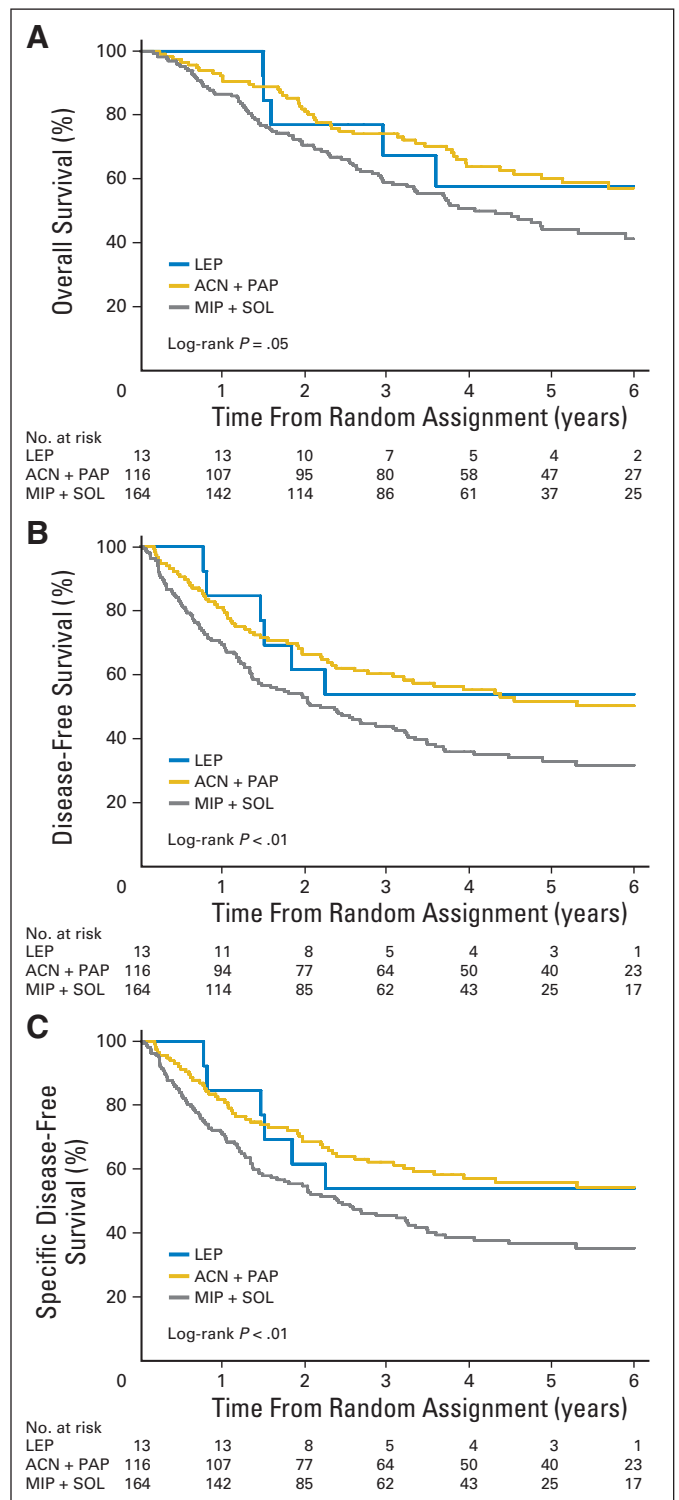 A
Overall Survival (%)
100
80
60
40
20
0
LEP
ACN + PAP
MIP + SOL
Log-rank P = .05
1 2 3 4 5 6
Time From Random Assignment (years)
No. at risk
LEP 13 13 10 7 5 4 2
ACN + PAP 116 107 95 80 58 47 27
MIP + SOL 164 142 114 86 61 37 25
B
Disease-Free Survival (%)
100
80
60
40
20
0
LEP
ACN + PAP
MIP + SOL
Log-rank P < .01
1 2 3 4 5 6
Time From Random Assignment (years)
No. at risk
LEP 13 11 8 5 4 3 1
ACN + PAP 116 94 77 64 50 40 23
MIP + SOL 164 114 85 62 43 25 17
C
Specific Disease-Free
Survival (%)
100
80
60
40
20
0
LEP
ACN + PAP
MIP + SOL
Log-rank P < .01
1 2 3 4 5 6
Time From Random Assignment (years)
No. at risk
LEP 13 13 8 5 4 3 1
ACN + PAP 116 107 77 64 50 40 23
MIP + SOL 164 142 85 62 43 25 17